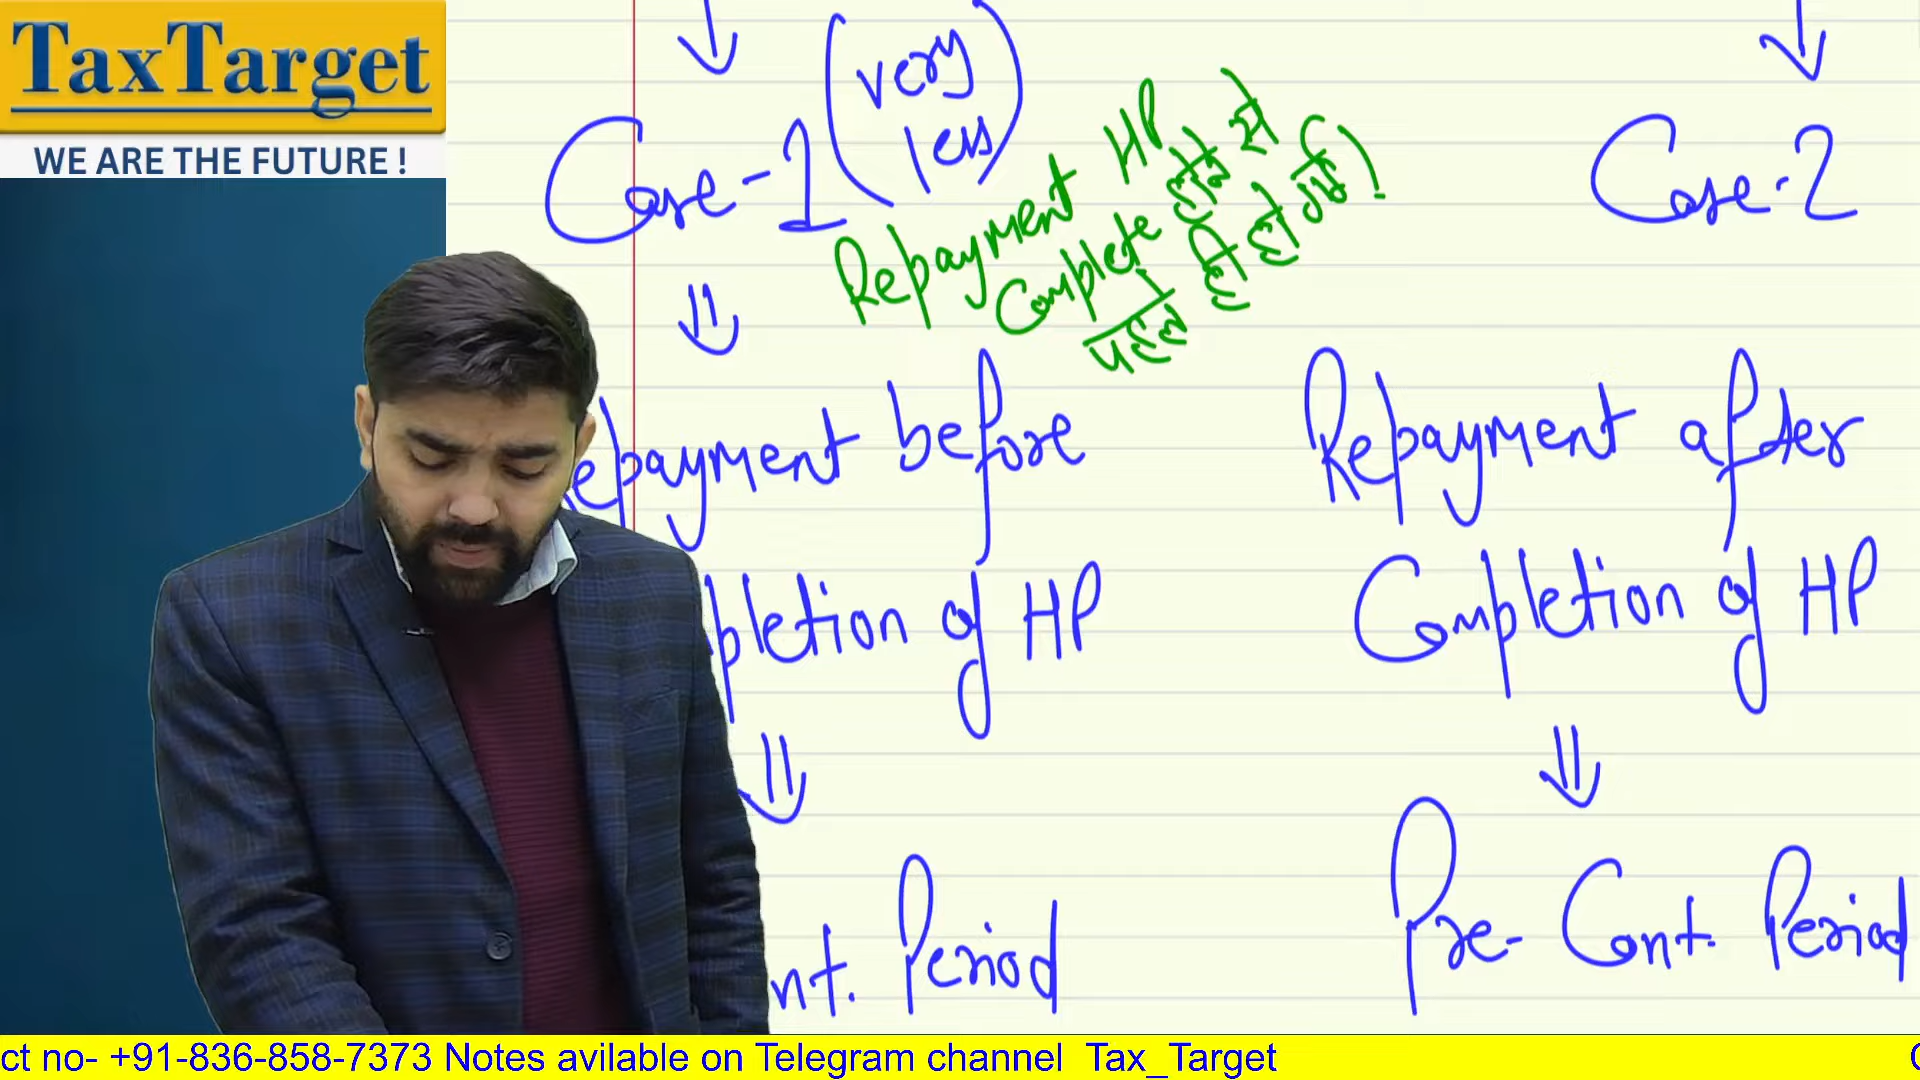 TaxTarget
WE ARE THE FUTURE !
Case-1 (very less)
Repayment HP
Complete होने से
पहले ही हो गई!
Repayment before
pletion of HP
nt. Period
Case-2
Repayment after
Completion of HP
Pre-Cont. Period
ct no- +91-836-858-7373 Notes avilable on Telegram channel Tax_Target